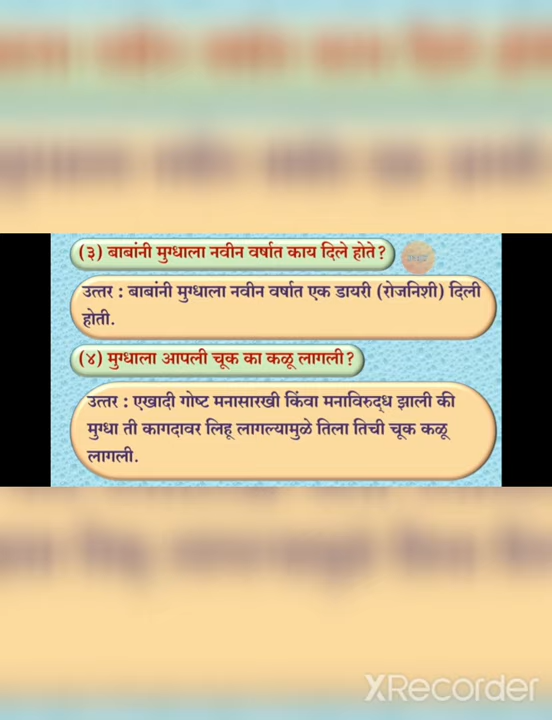 (३) बाबांनी मुग्धाला नवीन वर्षात काय दिले होते?
उत्तर : बाबांनी मुग्धाला नवीन वर्षात एक डायरी (रोजनिशी) दिली
होती.
(४) मुग्धाला आपली चूक का कळू लागली?
उत्तर : एखादी गोष्ट मनासारखी किंवा मनाविरुद्ध झाली की
मुग्धा ती कागदावर लिहू लागल्यामुळे तिला तिची चूक कळू
लागली.
XRecorder